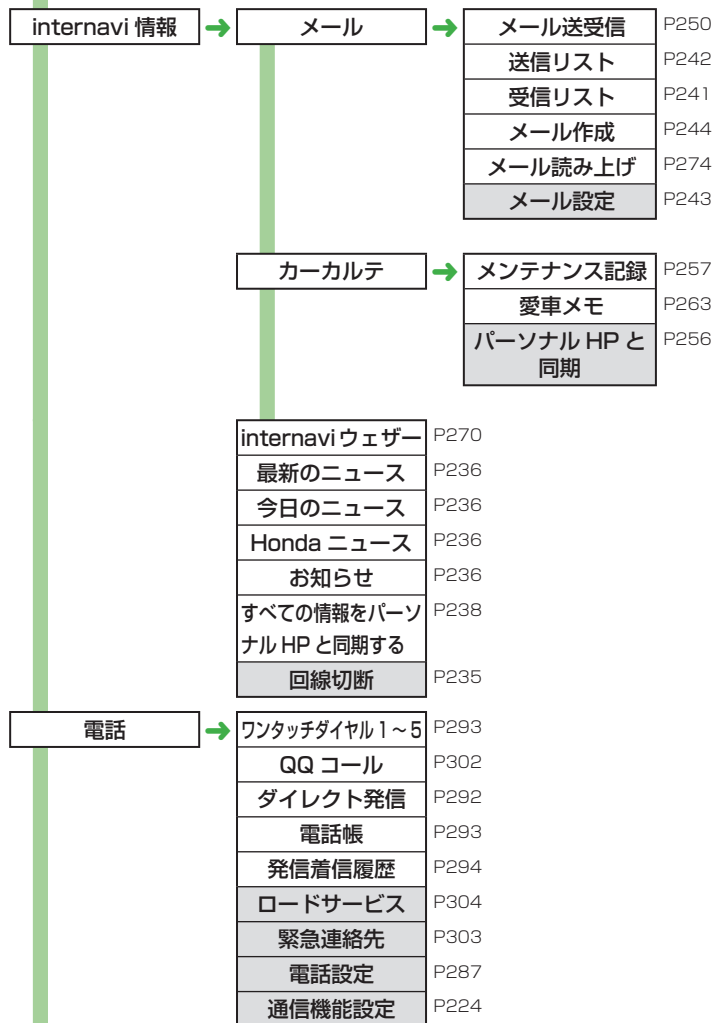 internavi 情報 → メール → メール送受信 P250
送信リスト P242
受信リスト P241
メール作成 P244
メール読み上げ P274
メール設定 P243
カーカルテ → メンテナンス記録 P257
愛車メモ P263
パーソナル HP と P256
同期
internavi ウェザー P270
最新のニュース P236
今日のニュース P236
Honda ニュース P236
お知らせ P236
すべての情報をパーソ P238
ナル HP と同期する
回線切断 P235
電話 → ワンタッチダイヤル 1 ～ 5 P293
QQ コール P302
ダイレクト発信 P292
電話帳 P293
発信着信履歴 P294
ロードサービス P304
緊急連絡先 P303
電話設定 P287
通信機能設定 P224